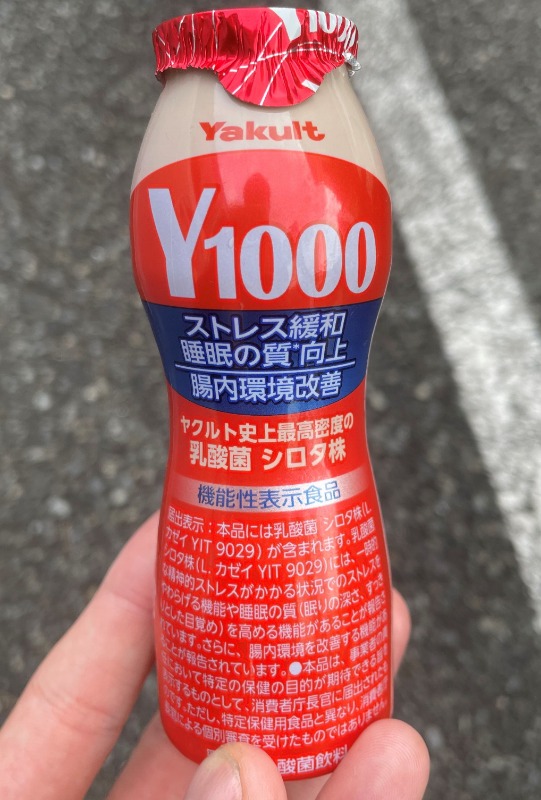 Y1000
Yakult
Y1000
ストレス緩和
睡眠の質*向上
腸内環境改善
ヤクルト史上最高密度の
乳酸菌 シロタ株
機能性表示食品
届出表示：本品には乳酸菌 シロタ株(L.
カゼイ YIT 9029) が含まれます。乳酸菌
シロタ株(L. カゼイ YIT 9029)には、一時的
な精神的ストレスがかかる状況でのストレスを
やわらげる機能や睡眠の質 (眠りの深さ、すっき
りとした目覚め) を高める機能があることが報告さ
れています。さらに、腸内環境を改善する機能があ
ことが報告されています。●本品は、事業者の責
において特定の保健の目的が期待できる旨を
表示するものとして、消費者庁長官に届出されたも
のです。ただし、特定保健用食品と異なり、消費者庁
による個別審査を受けたものではありません。
酸菌飲料